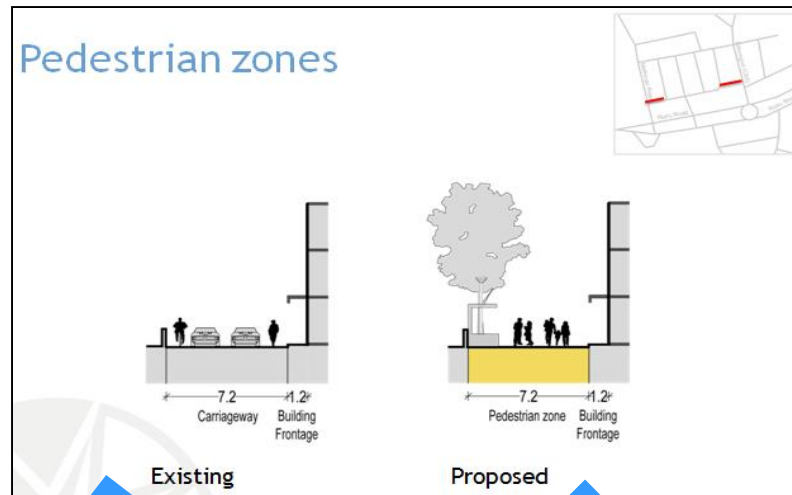 Pedestrian zones
7.2
1.2
Carriageway
Building
Frontage
7.2
1.2
Pedestrian zone
Building
Frontage
Existing
Proposed